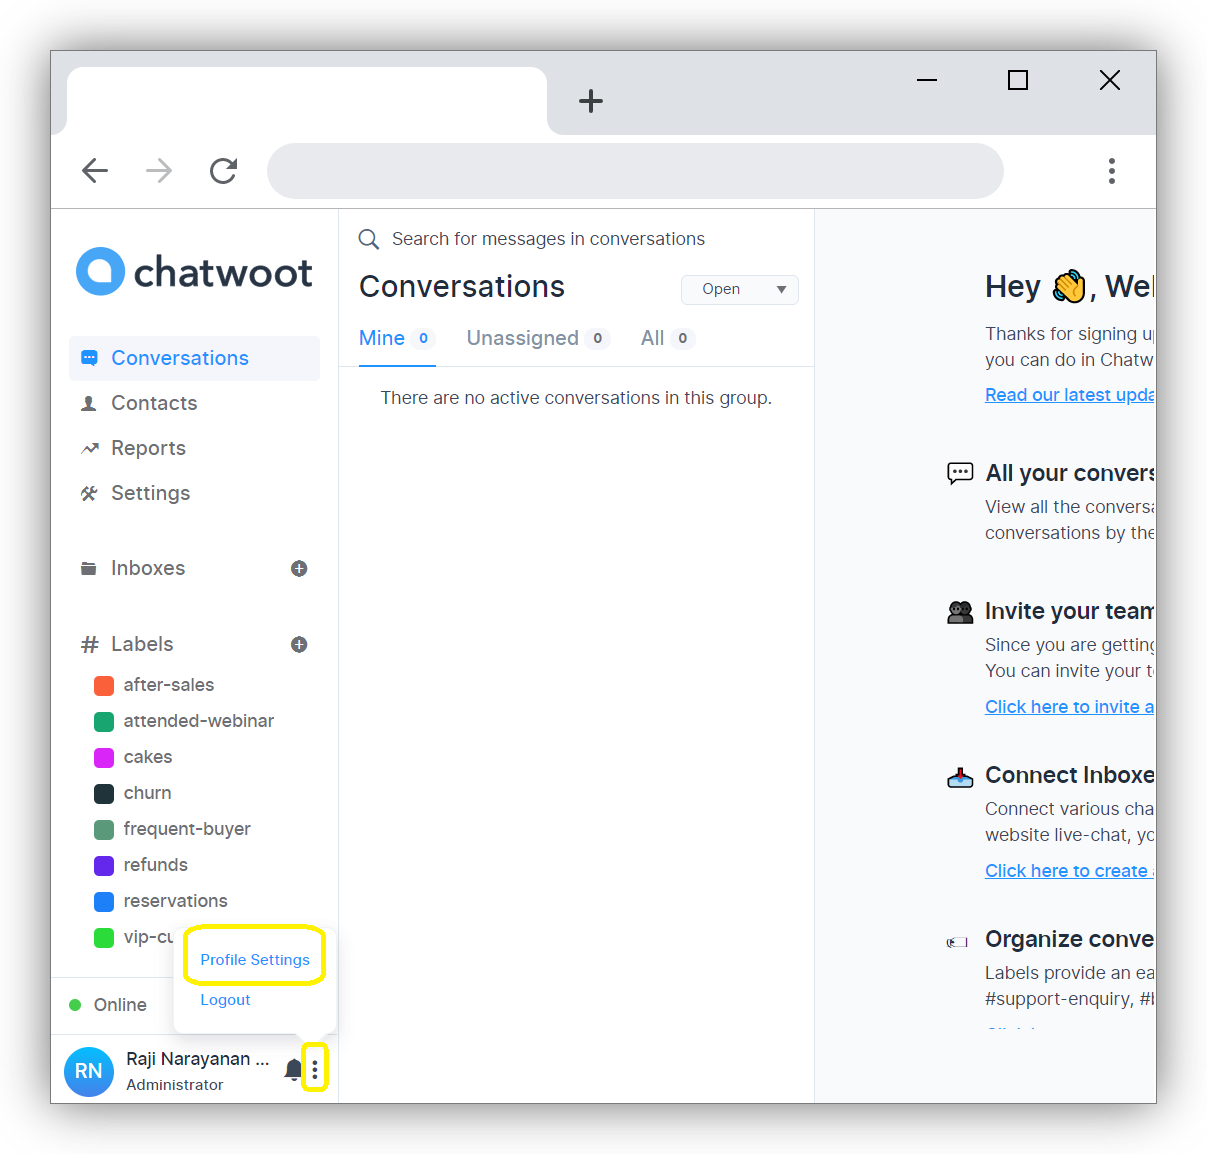 chatwoot
Conversations
Contacts
Reports
Settings
Inboxes
Labels
after-sales
attended-webinar
cakes
churn
frequent-buyer
refunds
reservations
vip-cu
Profile Settings
Logout
Online
RN
Raji Narayanan ...
Administrator
Search for messages in conversations
Conversations
Open
Mine 0 Unassigned 0 All 0
There are no active conversations in this group.
Hey 👋, Wel
Thanks for signing up
you can do in Chatw
Read our latest upda
All your convers
View all the conversa
conversations by the
Invite your team
Since you are getting
You can invite your t
Click here to invite a
Connect Inboxe
Connect various cha
website live-chat, yo
Click here to create
Organize conve
Labels provide an ea
#support-enquiry, #b